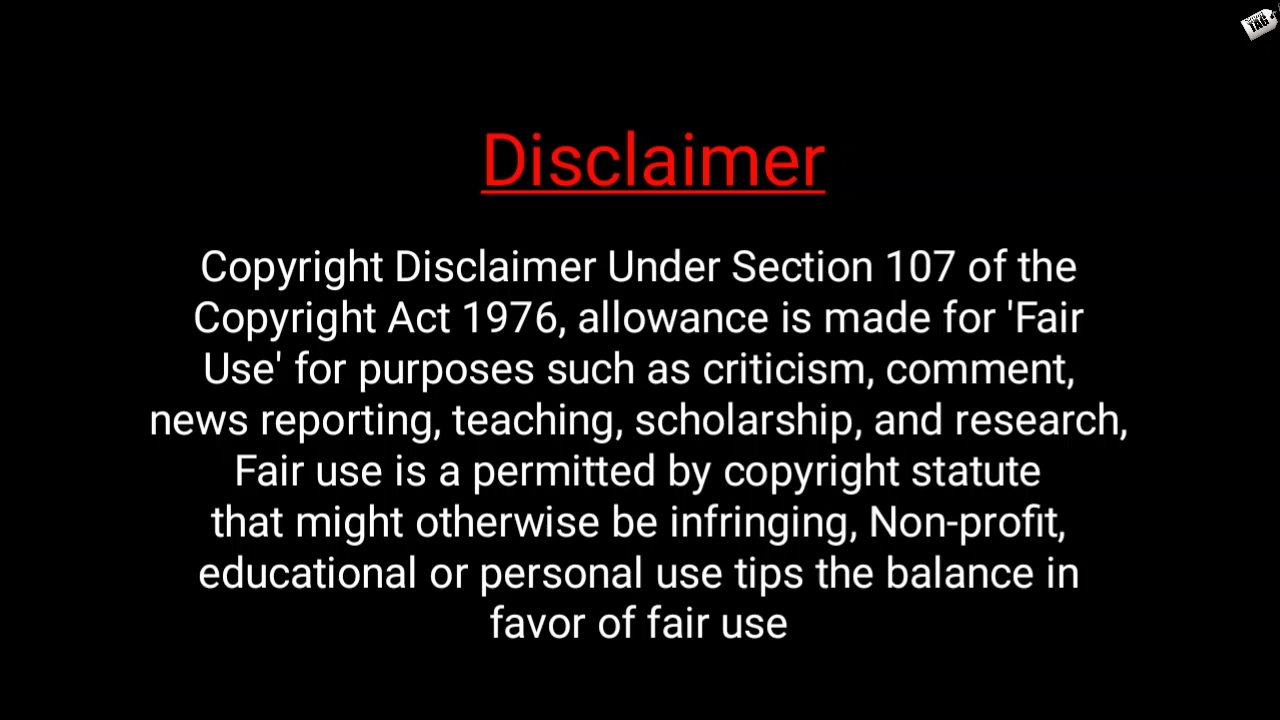 TAG
Disclaimer
Copyright Disclaimer Under Section 107 of the
Copyright Act 1976, allowance is made for 'Fair
Use' for purposes such as criticism, comment,
news reporting, teaching, scholarship, and research,
Fair use is a permitted by copyright statute
that might otherwise be infringing, Non-profit,
educational or personal use tips the balance in
favor of fair use